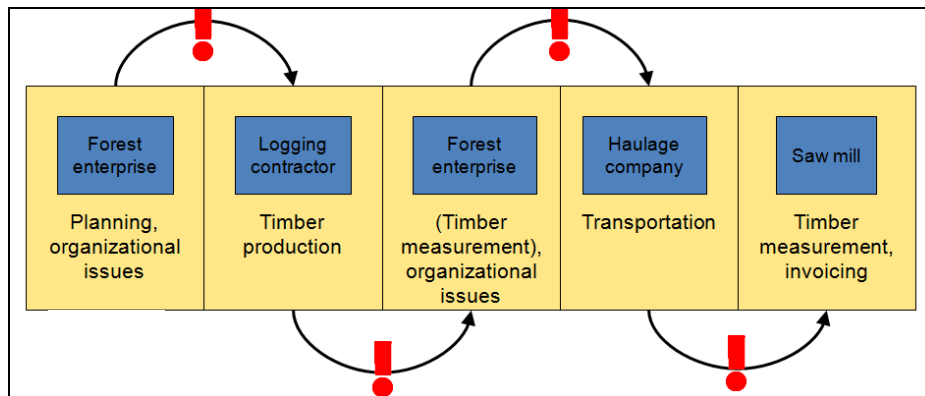 Forest
enterprise
Planning,
organizational
issues
Logging
contractor
Timber
production
Forest
enterprise
(Timber
measurement),
organizational
issues
Haulage
company
Transportation
Saw mill
Timber
measurement,
invoicing